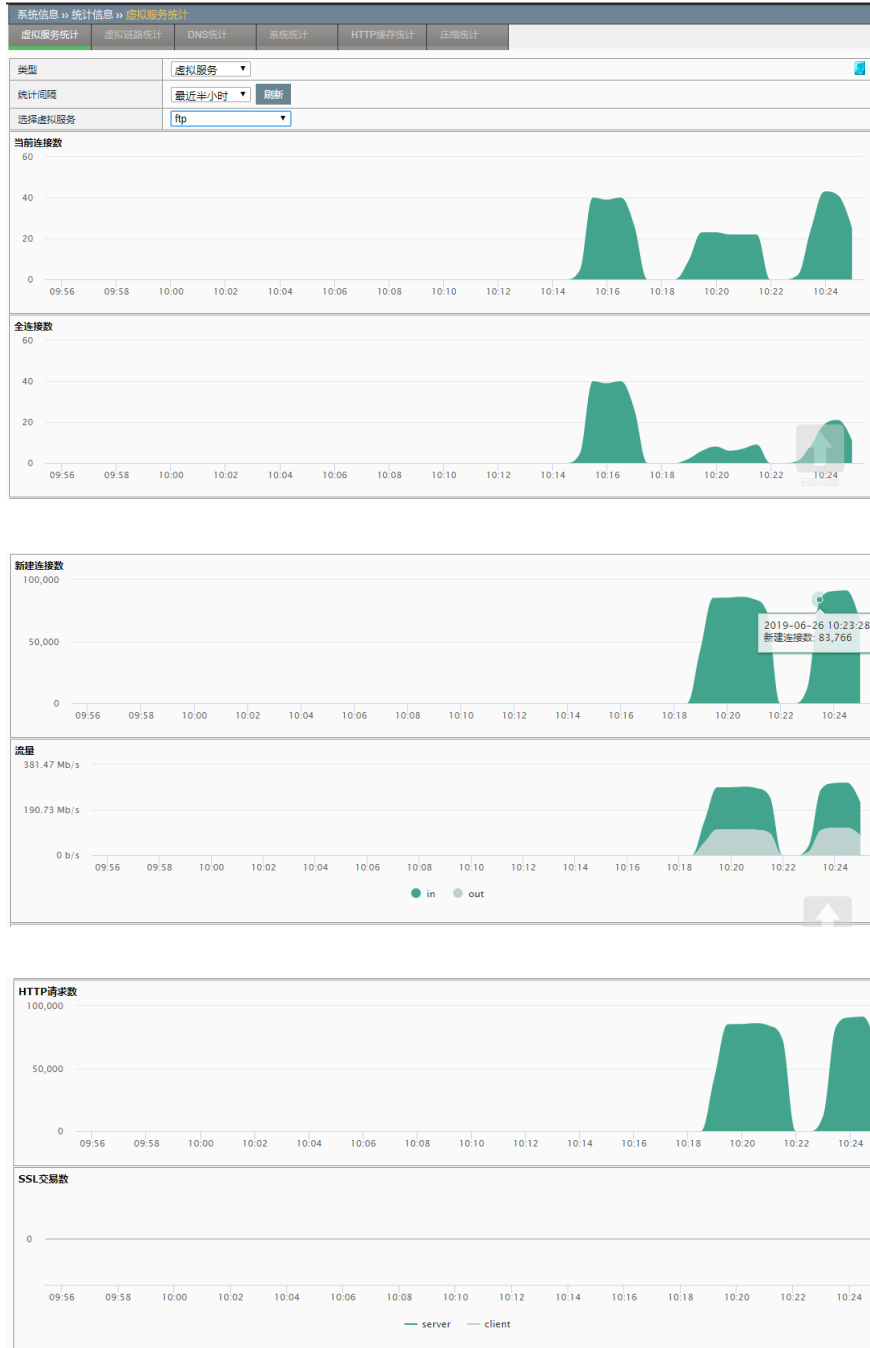 系统信息 ›› 统计信息 ›› 虚拟服务统计
虚拟服务统计 虚拟链路统计 DNS统计 系统统计 HTTP缓存统计 压缩统计
类型 虚拟服务
统计间隔 最近半小时 刷新
选择虚拟服务 ftp
当前连接数
60
40
20
0
09:56 09:58 10:00 10:02 10:04 10:06 10:08 10:10 10:12 10:14 10:16 10:18 10:20 10:22 10:24
全连接数
60
40
20
0
09:56 09:58 10:00 10:02 10:04 10:06 10:08 10:10 10:12 10:14 10:16 10:18 10:20 10:22 10:24
新建连接数
100,000
50,000
2019-06-26 10:23:28
新建连接数: 83,766
0
09:56 09:58 10:00 10:02 10:04 10:06 10:08 10:10 10:12 10:14 10:16 10:18 10:20 10:22 10:24
流量
381.47 Mb/s
190.73 Mb/s
0 b/s
09:56 09:58 10:00 10:02 10:04 10:06 10:08 10:10 10:12 10:14 10:16 10:18 10:20 10:22 10:24
in out
HTTP请求数
100,000
50,000
0
09:56 09:58 10:00 10:02 10:04 10:06 10:08 10:10 10:12 10:14 10:16 10:18 10:20 10:22 10:24
SSL交易数
0
09:56 09:58 10:00 10:02 10:04 10:06 10:08 10:10 10:12 10:14 10:16 10:18 10:20 10:22 10:24
server client